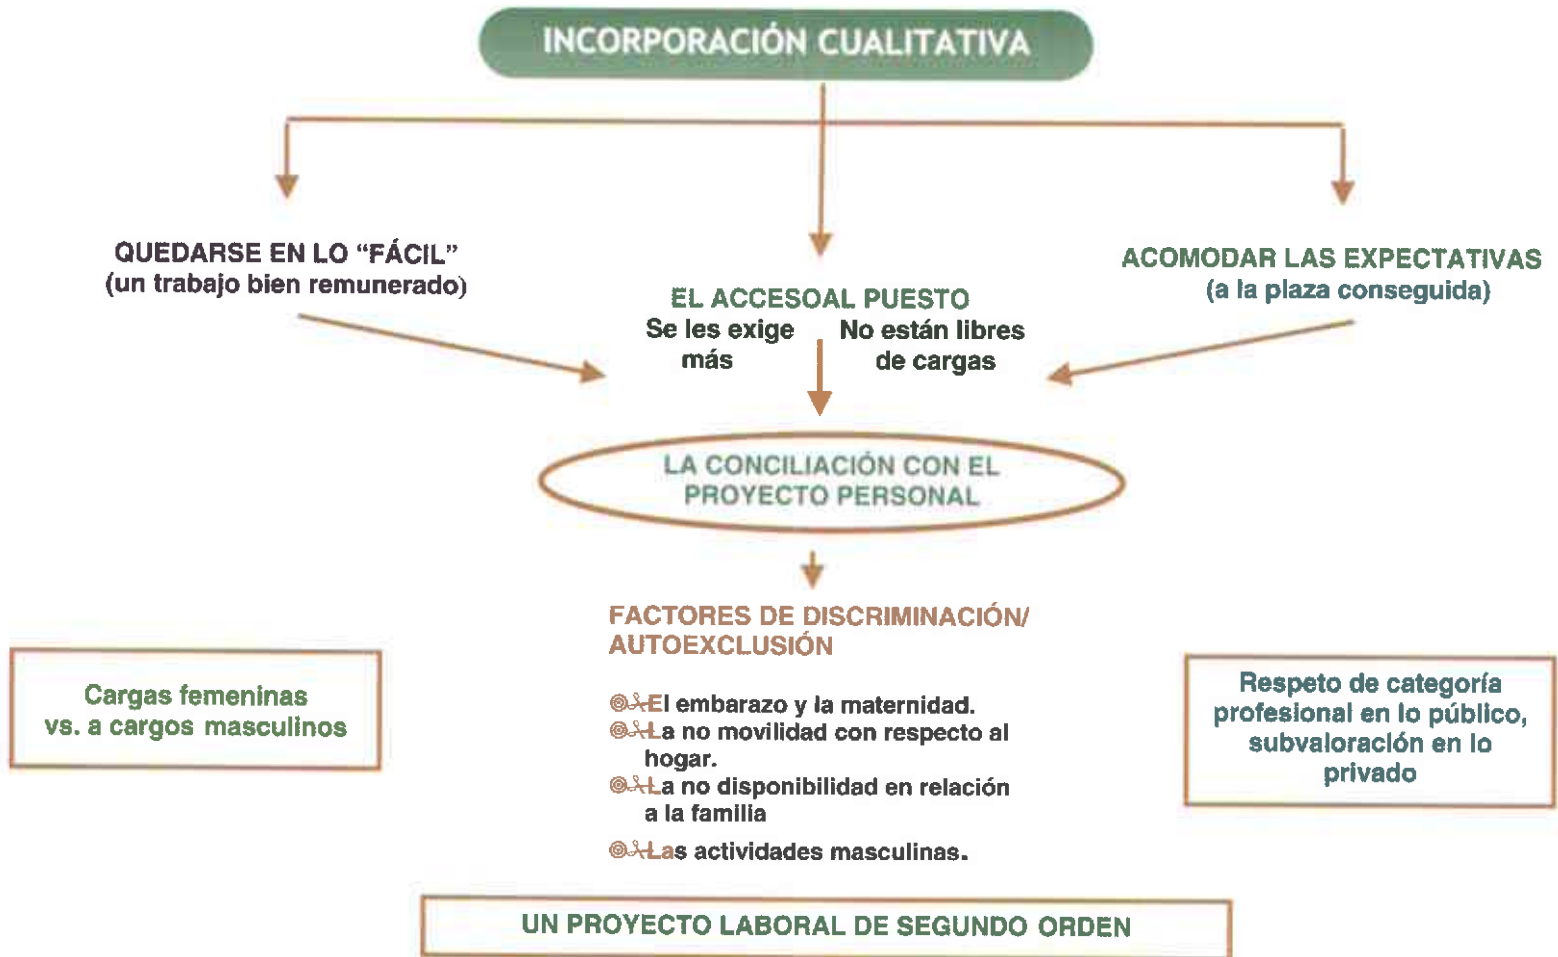 INCORPORACIÓN CUALITATIVA
QUEDARSE EN LO “FÁCIL”
(un trabajo bien remunerado)
EL ACCESOAL PUESTO
Se les exige
más
No están libres
de cargas
ACOMODAR LAS EXPECTATIVAS
(a la plaza conseguida)
LA CONCILIACIÓN CON EL
PROYECTO PERSONAL
FACTORES DE DISCRIMINACIÓN/
AUTOEXCLUSIÓN
El embarazo y la maternidad.
La no movilidad con respecto al
hogar.
La no disponibilidad en relación
a la familia
Las actividades masculinas.
Cargas femeninas
vs. a cargos masculinos
Respeto de categoría
profesional en lo público,
subvaloración en lo
privado
UN PROYECTO LABORAL DE SEGUNDO ORDEN